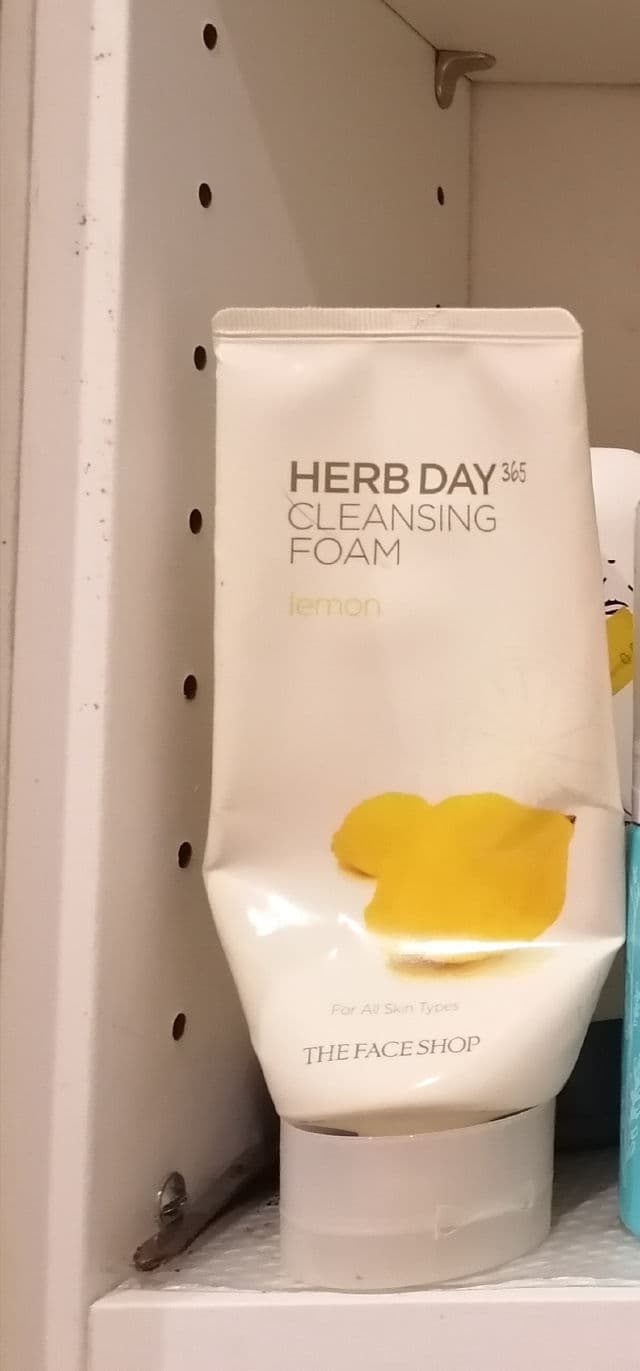 HERB DAY 365
CLEANSING
FOAM
lemon
For All Skin Types
THE FACE SHOP